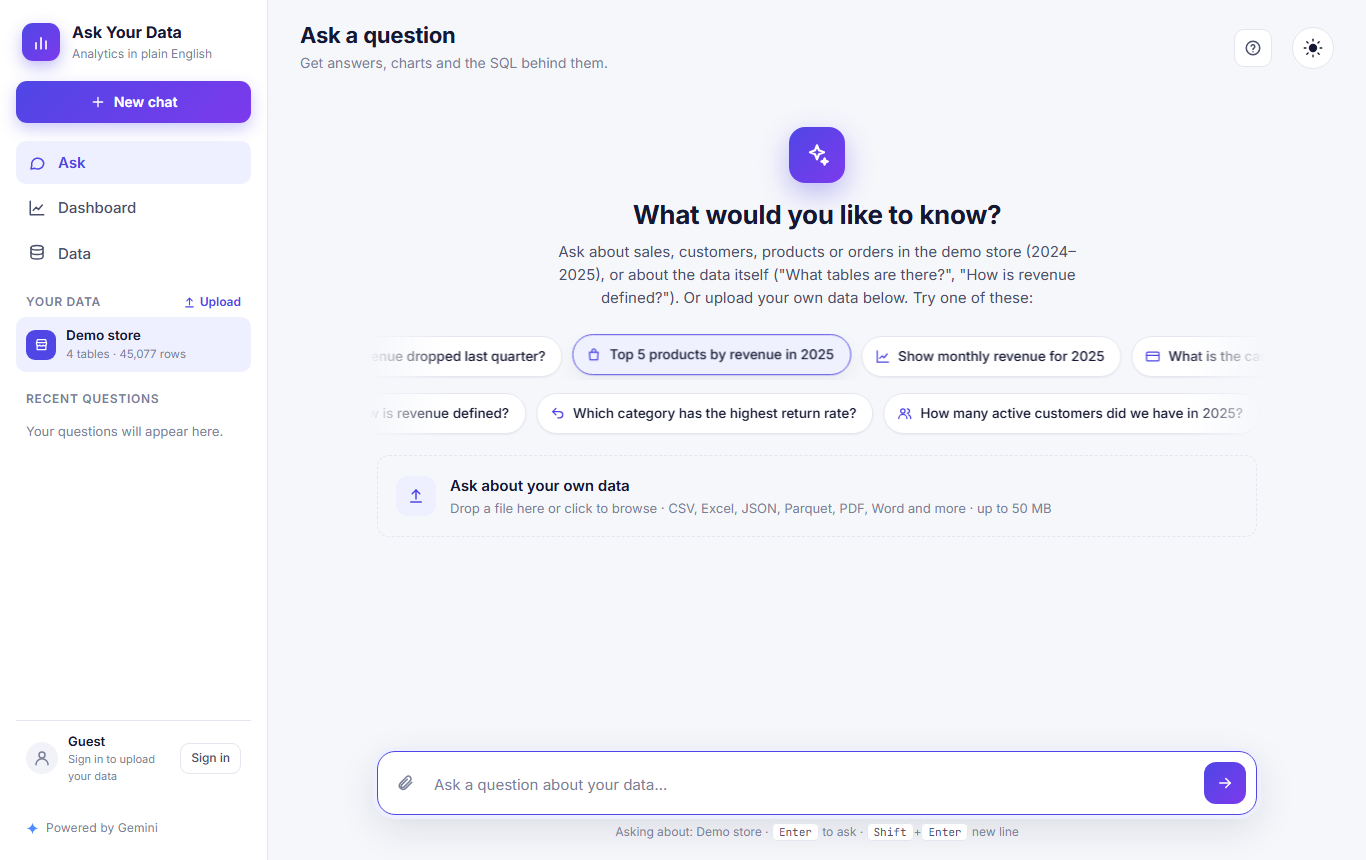 Ask Your Data
Analytics in plain English
New chat
Ask
Dashboard
Data
YOUR DATA
Upload
Demo store
4 tables · 45,077 rows
RECENT QUESTIONS
Your questions will appear here.
Guest
Sign in to upload
your data
Sign in
Powered by Gemini
Ask a question
Get answers, charts and the SQL behind them.
What would you like to know?
Ask about sales, customers, products or orders in the demo store (2024–
2025), or about the data itself ("What tables are there?", "How is revenue
defined?"). Or upload your own data below. Try one of these:
dropped last quarter?
Top 5 products by revenue in 2025
Show monthly revenue for 2025
What is the
is revenue defined?
Which category has the highest return rate?
How many active customers did we have in 2025?
Ask about your own data
Drop a file here or click to browse · CSV, Excel, JSON, Parquet, PDF, Word and more · up to 50 MB
Ask a question about your data...
Asking about: Demo store · Enter to ask · Shift + Enter new line